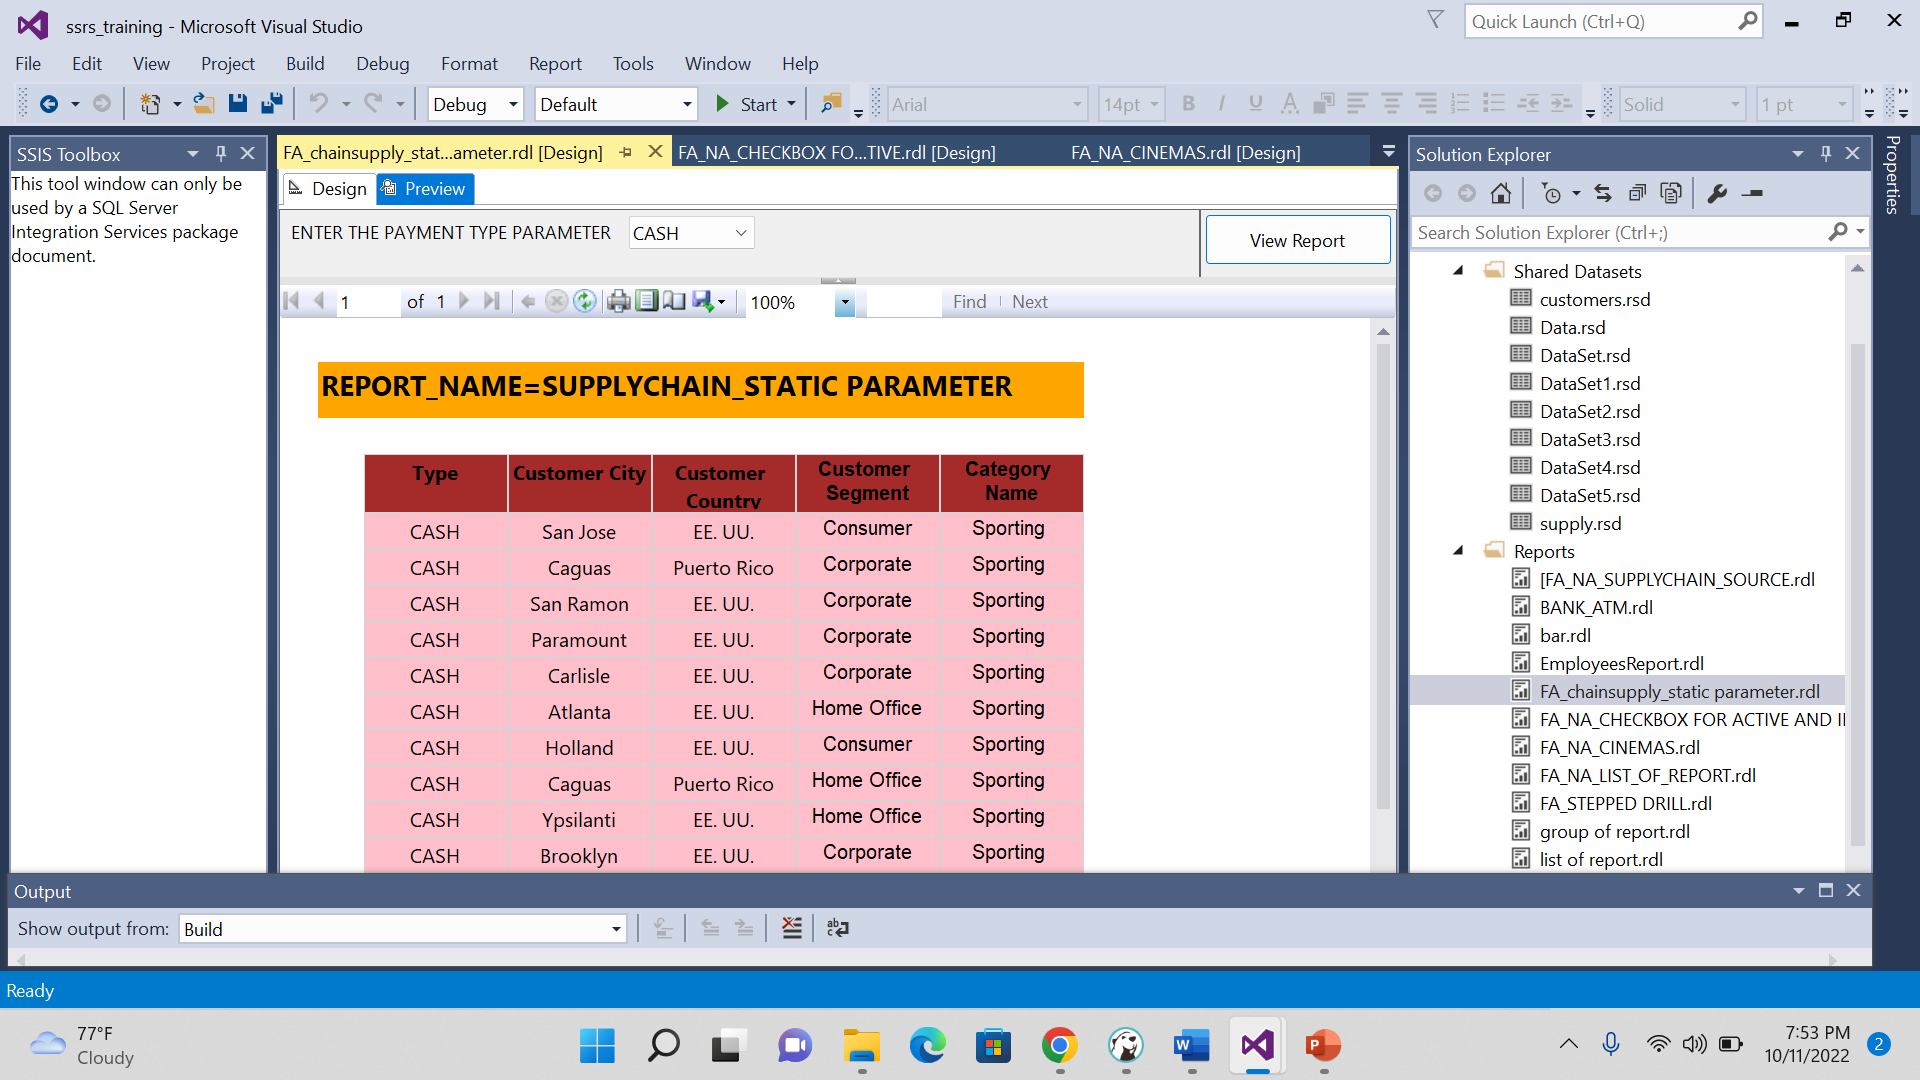 ssrs_training - Microsoft Visual Studio
Quick Launch (Ctrl+Q)
File Edit View Project Build Debug Format Report Tools Window Help
Debug Default Start Arial 14pt B I U A Solid 1 pt
SSIS Toolbox
This tool window can only be
used by a SQL Server
Integration Services package
document.
FA_chainsupply_stat...ameter.rdl [Design] FA_NA_CHECKBOX FO...TIVE.rdl [Design] FA_NA_CINEMAS.rdl [Design]
Design Preview
ENTER THE PAYMENT TYPE PARAMETER CASH View Report
1 of 1 100% Find Next
REPORT_NAME=SUPPLYCHAIN_STATIC PARAMETER
Type Customer City Customer Country Customer Segment Category Name
CASH San Jose EE. UU. Consumer Sporting
CASH Caguas Puerto Rico Corporate Sporting
CASH San Ramon EE. UU. Corporate Sporting
CASH Paramount EE. UU. Corporate Sporting
CASH Carlisle EE. UU. Corporate Sporting
CASH Atlanta EE. UU. Home Office Sporting
CASH Holland EE. UU. Consumer Sporting
CASH Caguas Puerto Rico Home Office Sporting
CASH Ypsilanti EE. UU. Home Office Sporting
CASH Brooklyn EE. UU. Corporate Sporting
Solution Explorer
Search Solution Explorer (Ctrl+;)
Shared Datasets
customers.rsd
Data.rsd
DataSet.rsd
DataSet1.rsd
DataSet2.rsd
DataSet3.rsd
DataSet4.rsd
DataSet5.rsd
supply.rsd
Reports
[FA_NA_SUPPLYCHAIN_SOURCE.rdl
BANK_ATM.rdl
bar.rdl
EmployeesReport.rdl
FA_chainsupply_static parameter.rdl
FA_NA_CHECKBOX FOR ACTIVE AND I
FA_NA_CINEMAS.rdl
FA_NA_LIST_OF_REPORT.rdl
FA_STEPPED DRILL.rdl
group of report.rdl
list of report.rdl
Properties
Output
Show output from: Build
Ready
77°F
Cloudy
7:53 PM
10/11/2022
2